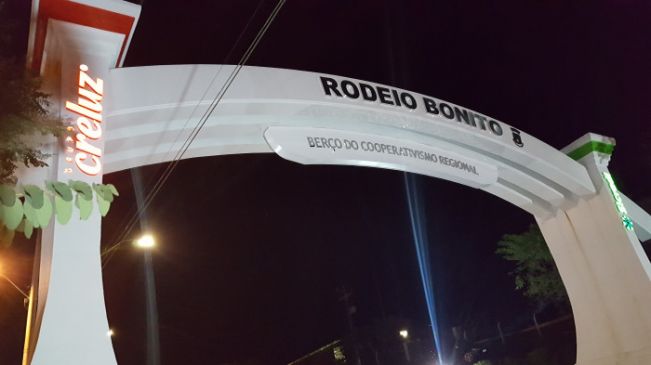 RODEIO BONITO
BERÇO DO COOPERATIVISMO REGIONAL
creluz